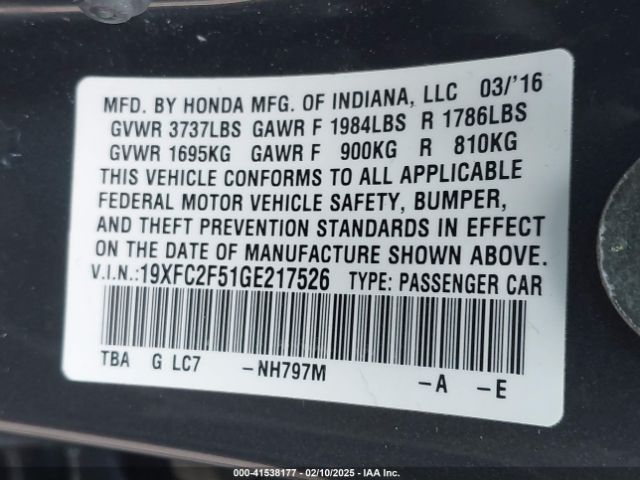 MFD. BY HONDA MFG. OF INDIANA, LLC 03/'16
GVWR 3737LBS GAWR F 1984LBS R 1786LBS
GVWR 1695KG GAWR F 900KG R 810KG
THIS VEHICLE CONFORMS TO ALL APPLICABLE
FEDERAL MOTOR VEHICLE SAFETY, BUMPER,
AND THEFT PREVENTION STANDARDS IN EFFECT
ON THE DATE OF MANUFACTURE SHOWN ABOVE.
V.I.N.:19XFC2F51GE217526 TYPE: PASSENGER CAR
TBA G LC7 -NH797M -A -E
000-41538177 - 02/10/2025 - IAA Inc.